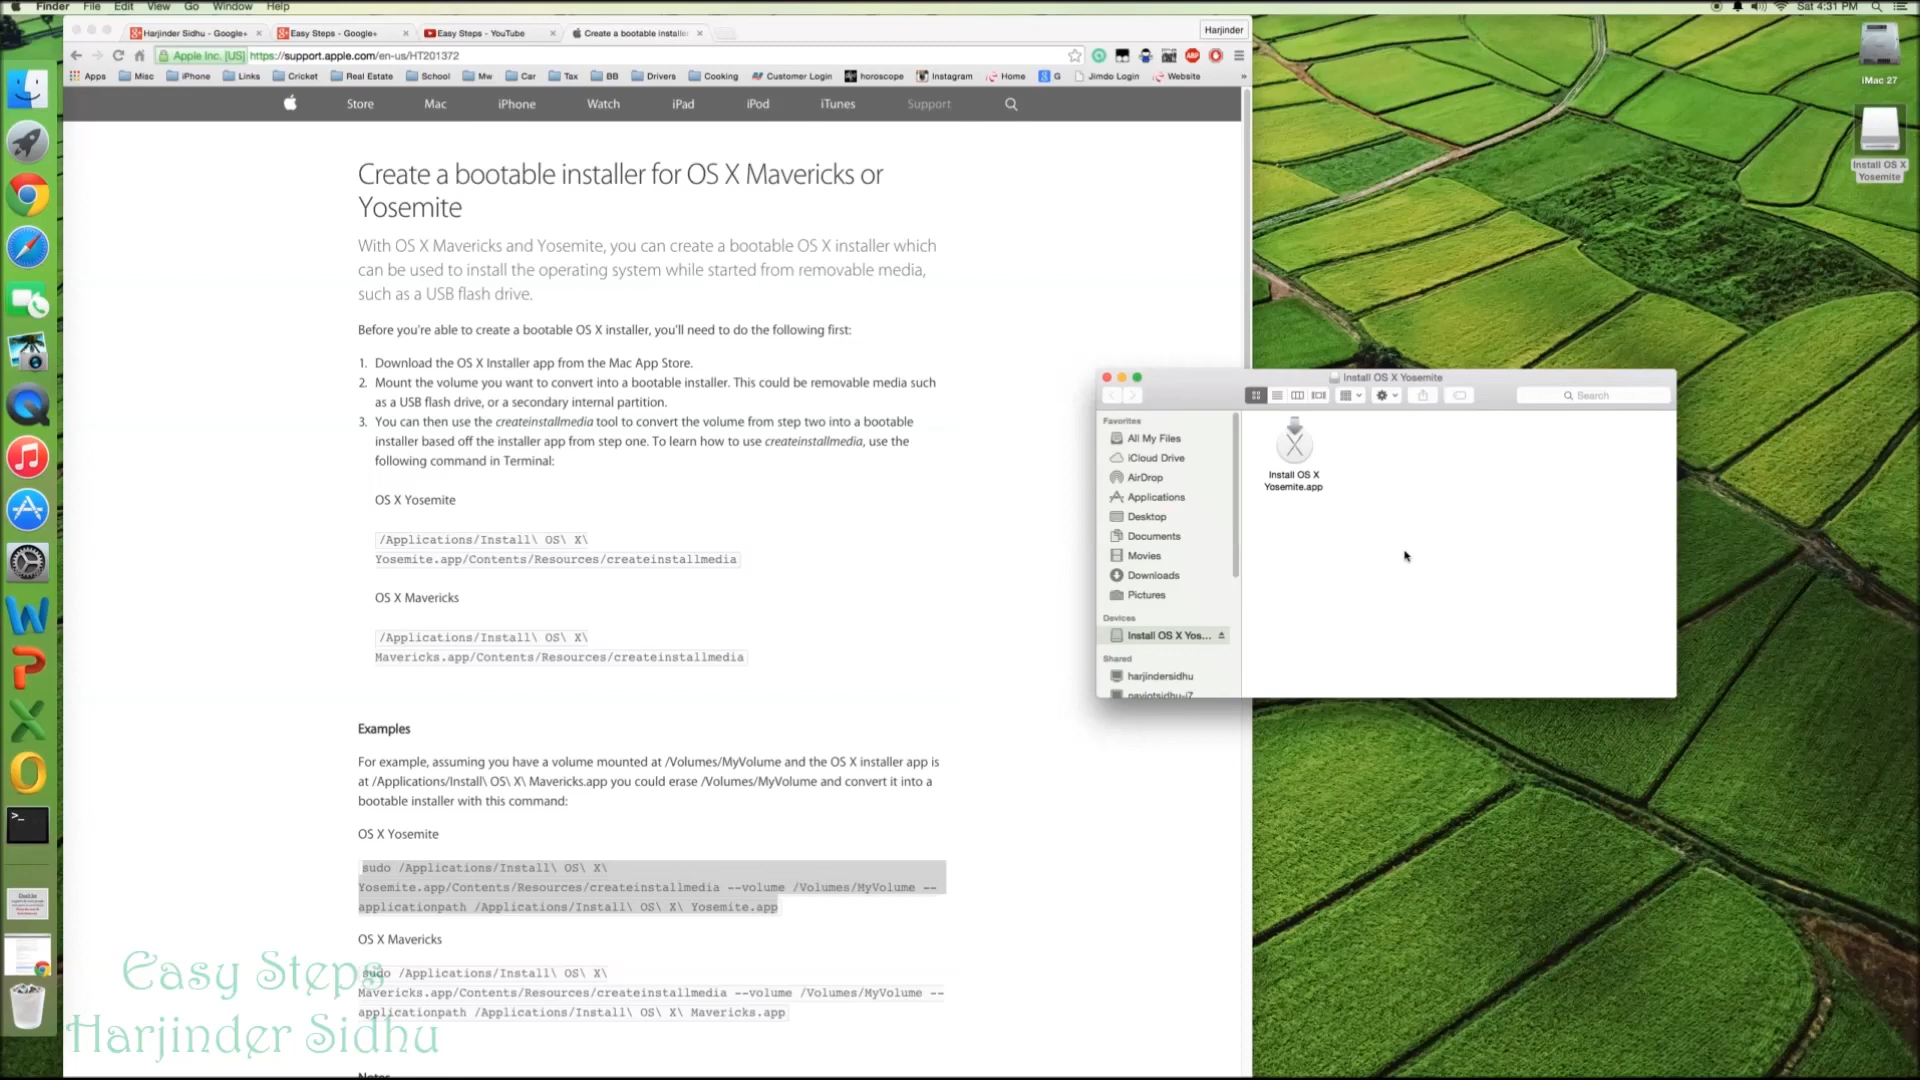 Finder File Edit View Go Window Help
Sat 4:31 PM
Harjinder Sidhu - Google+
Easy Steps - Google+
Easy Steps - YouTube
Create a bootable installe
Harjinder
Apple Inc. [US] https://support.apple.com/en-us/HT201372
Apps Misc iPhone Links Cricket Real Estate School Mw Car Tax BB Drivers Cooking Customer Login horoscope Instagram Home G Jimdo Login Website »
Store Mac iPhone Watch iPad iPod iTunes Support
Create a bootable installer for OS X Mavericks or
Yosemite
With OS X Mavericks and Yosemite, you can create a bootable OS X installer which
can be used to install the operating system while started from removable media,
such as a USB flash drive.
Before you're able to create a bootable OS X installer, you'll need to do the following first:
1. Download the OS X Installer app from the Mac App Store.
2. Mount the volume you want to convert into a bootable installer. This could be removable media such
as a USB flash drive, or a secondary internal partition.
3. You can then use the createinstallmedia tool to convert the volume from step two into a bootable
installer based off the installer app from step one. To learn how to use createinstallmedia, use the
following command in Terminal:
OS X Yosemite
/Applications/Install\ OS\ X\
Yosemite.app/Contents/Resources/createinstallmedia
OS X Mavericks
/Applications/Install\ OS\ X\
Mavericks.app/Contents/Resources/createinstallmedia
Examples
For example, assuming you have a volume mounted at /Volumes/MyVolume and the OS X installer app is
at /Applications/Install\ OS\ X\ Mavericks.app you could erase /Volumes/MyVolume and convert it into a
bootable installer with this command:
OS X Yosemite
sudo /Applications/Install\ OS\ X\
Yosemite.app/Contents/Resources/createinstallmedia --volume /Volumes/MyVolume --
applicationpath /Applications/Install\ OS\ X\ Yosemite.app
OS X Mavericks
sudo /Applications/Install\ OS\ X\
Mavericks.app/Contents/Resources/createinstallmedia --volume /Volumes/MyVolume --
applicationpath /Applications/Install\ OS\ X\ Mavericks.app
Notes
Easy Steps
Harjinder Sidhu
Install OS X Yosemite
Search
Favorites
All My Files
iCloud Drive
AirDrop
Applications
Desktop
Documents
Movies
Downloads
Pictures
Devices
Install OS X Yos...
Shared
harjindersidhu
navjotsidhu-i7
Install OS X
Yosemite.app
iMac 27
Install OS X
Yosemite